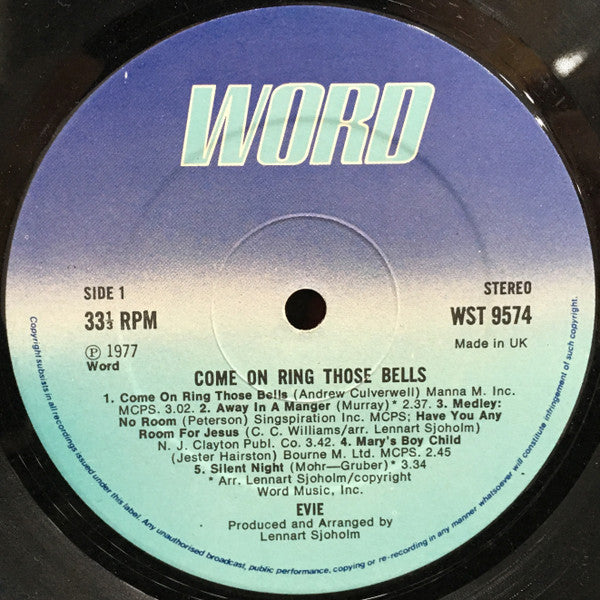 WORD
SIDE 1
33⅓ RPM
℗ 1977
Word
STEREO
WST 9574
Made in UK
COME ON RING THOSE BELLS
1. Come On Ring Those Bells (Andrew Culverwell) Manna M. Inc.
MCPS. 3.02. 2. Away In A Manger (Murray)* 2.37. 3. Medley:
No Room (Peterson) Singspiration Inc. MCPS; Have You Any
Room For Jesus (C. C. Williams/arr. Lennart Sjoholm)
N. J. Clayton Publ. Co. 3.42. 4. Mary's Boy Child
(Jester Hairston) Bourne M. Ltd. MCPS. 2.45
5. Silent Night (Mohr—Gruber)* 3.34
* Arr. Lennart Sjoholm/copyright
Word Music, Inc.
EVIE
Produced and Arranged by
Lennart Sjoholm
Copyright subsists in all recordings issued under this label. Any unauthorised broadcast, public performance, copying or re-recording in any manner whatsoever will constitute infringement of such copyright.